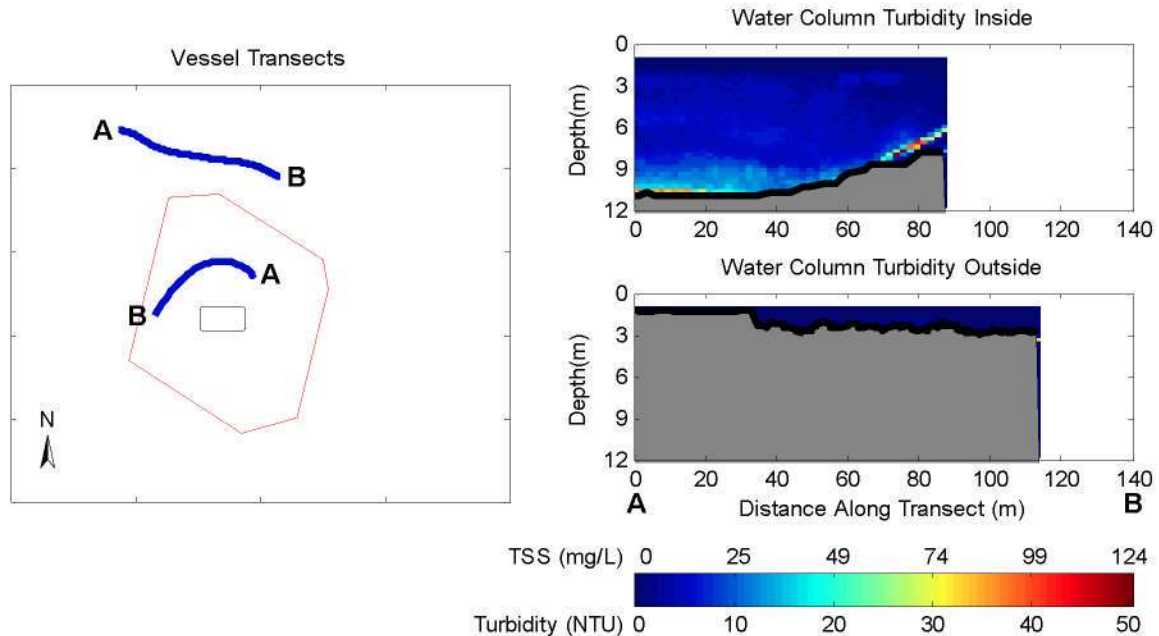 Vessel Transects
A
B
A
B
N
Water Column Turbidity Inside
0
3
6
9
12
Depth(m)
0 20 40 60 80 100 120 140
Water Column Turbidity Outside
0
3
6
9
12
Depth(m)
0 20 40 60 80 100 120 140
A Distance Along Transect (m) B
TSS (mg/L) 0 25 49 74 99 124
Turbidity (NTU) 0 10 20 30 40 50